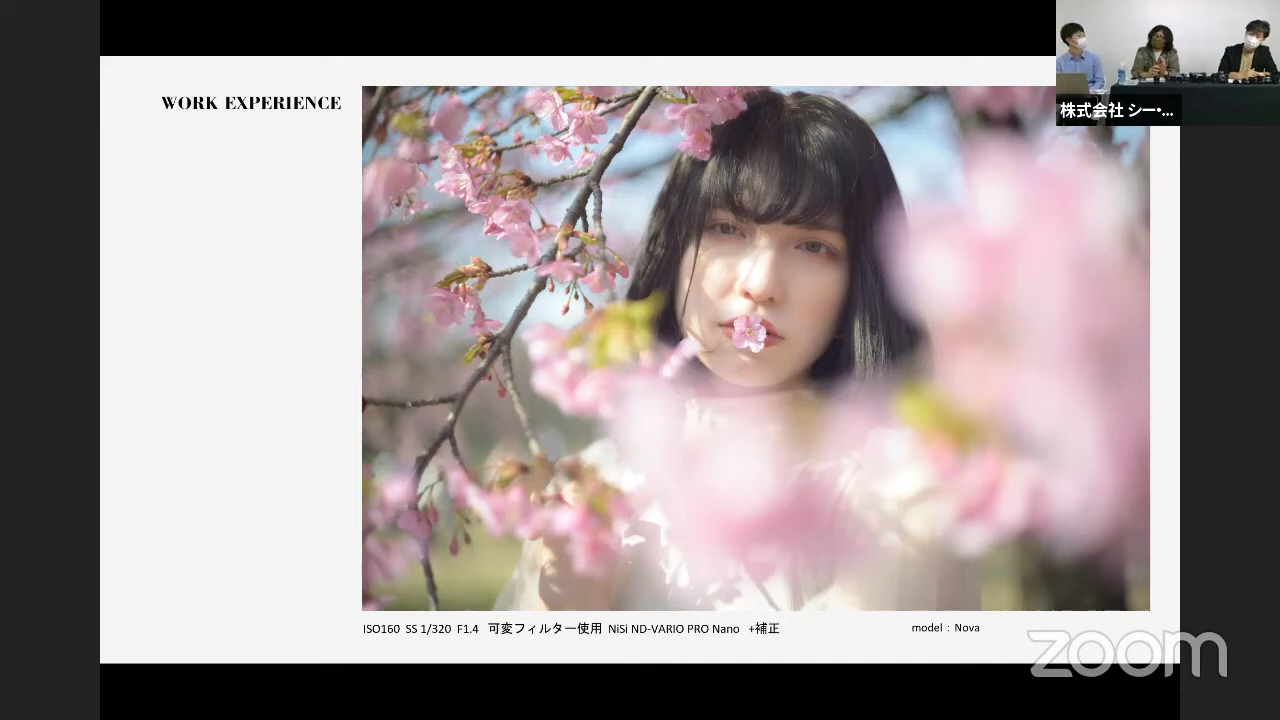 WORK EXPERIENCE
株式会社 シー・...
ISO160 SS 1/320 F1.4 可変フィルター使用 NiSi ND-VARIO PRO Nano +補正
model : Nova
zoom